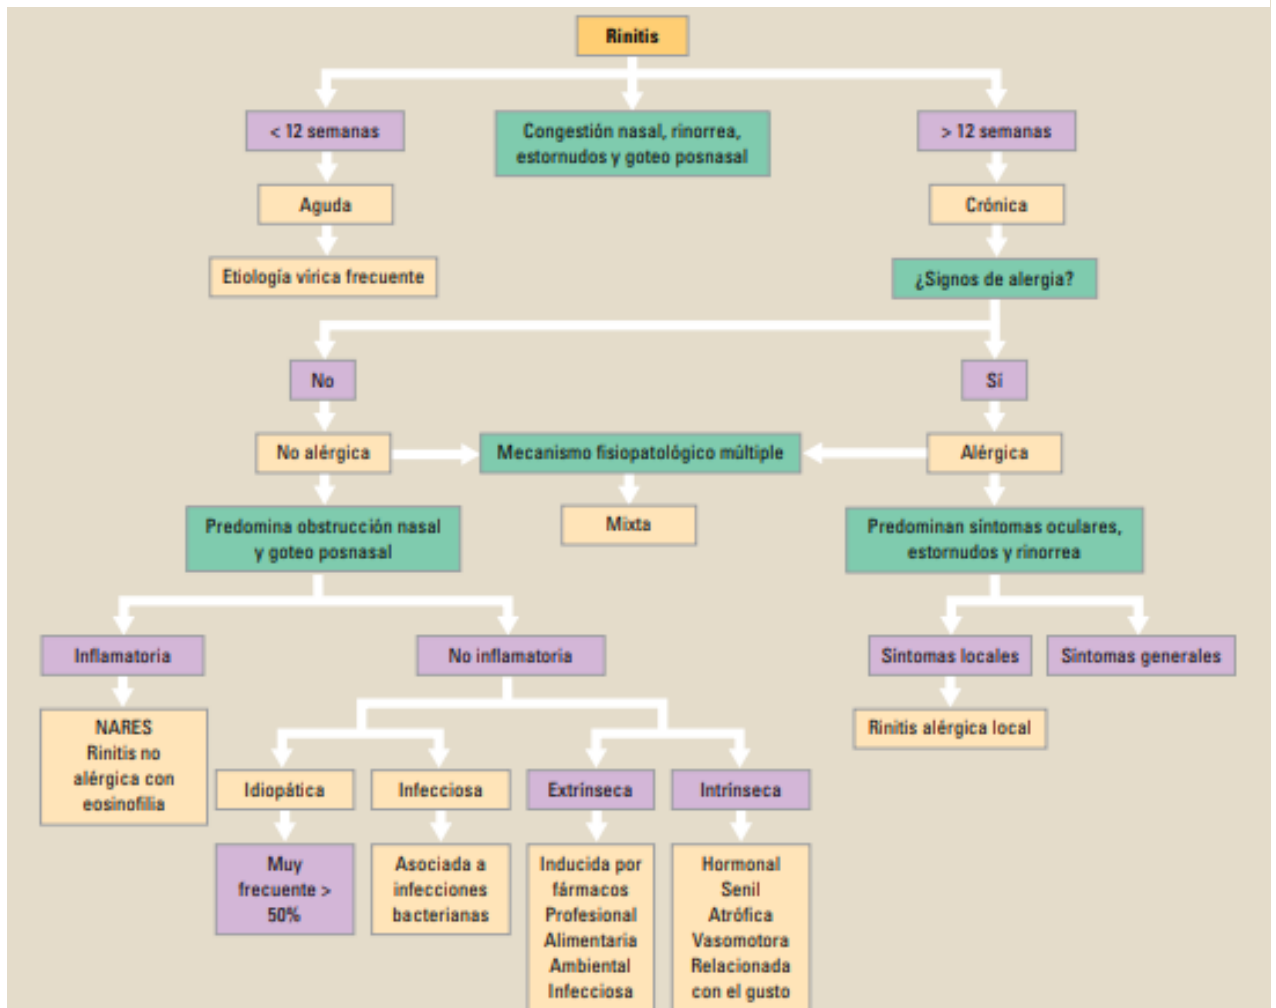 Rinitis
< 12 semanas
Congestión nasal, rinorrea,
estornudos y goteo posnasal
> 12 semanas
Aguda
Crónica
Etiología vírica frecuente
¿Signos de alergia?
No
Sí
No alérgica
Mecanismo fisiopatológico múltiple
Alérgica
Predomina obstrucción nasal
y goteo posnasal
Mixta
Predominan síntomas oculares,
estornudos y rinorrea
Inflamatoria
No inflamatoria
Síntomas locales
Síntomas generales
NARES
Rinitis no
alérgica con
eosinofilia
Rinitis alérgica local
Idiopática
Infecciosa
Extrínseca
Intrínseca
Muy
frecuente >
50%
Asociada a
infecciones
bacterianas
Inducida por
fármacos
Profesional
Alimentaria
Ambiental
Infecciosa
Hormonal
Senil
Atrófica
Vasomotora
Relacionada
con el gusto